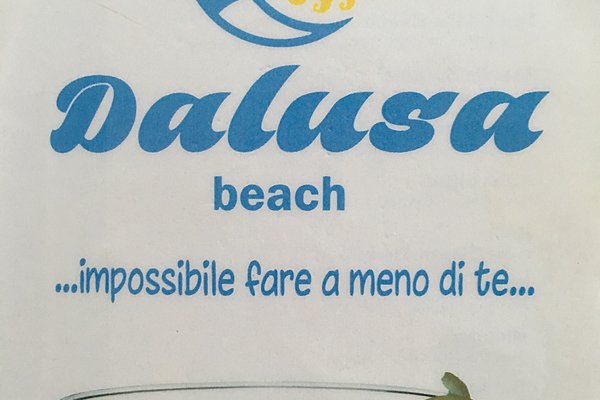 Dalusa
beach
...impossibile fare a meno di te...